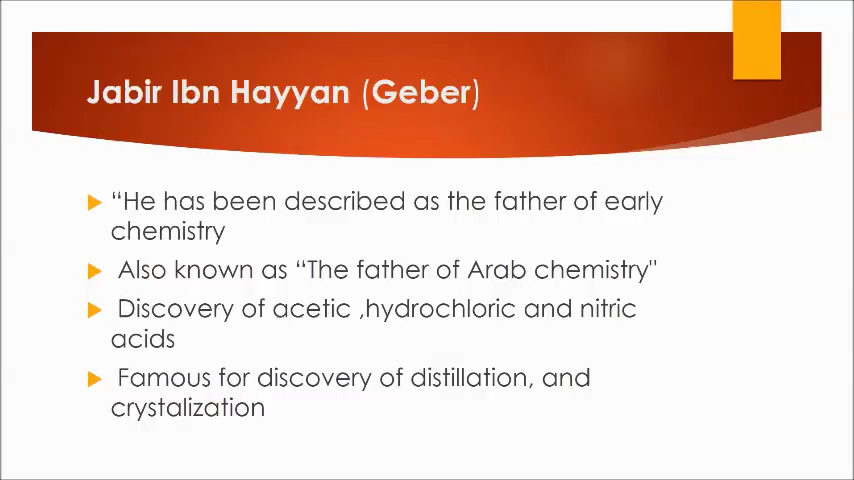 Jabir Ibn Hayyan (Geber)
“He has been described as the father of early
chemistry
Also known as “The father of Arab chemistry"
Discovery of acetic ,hydrochloric and nitric
acids
Famous for discovery of distillation, and
crystalization